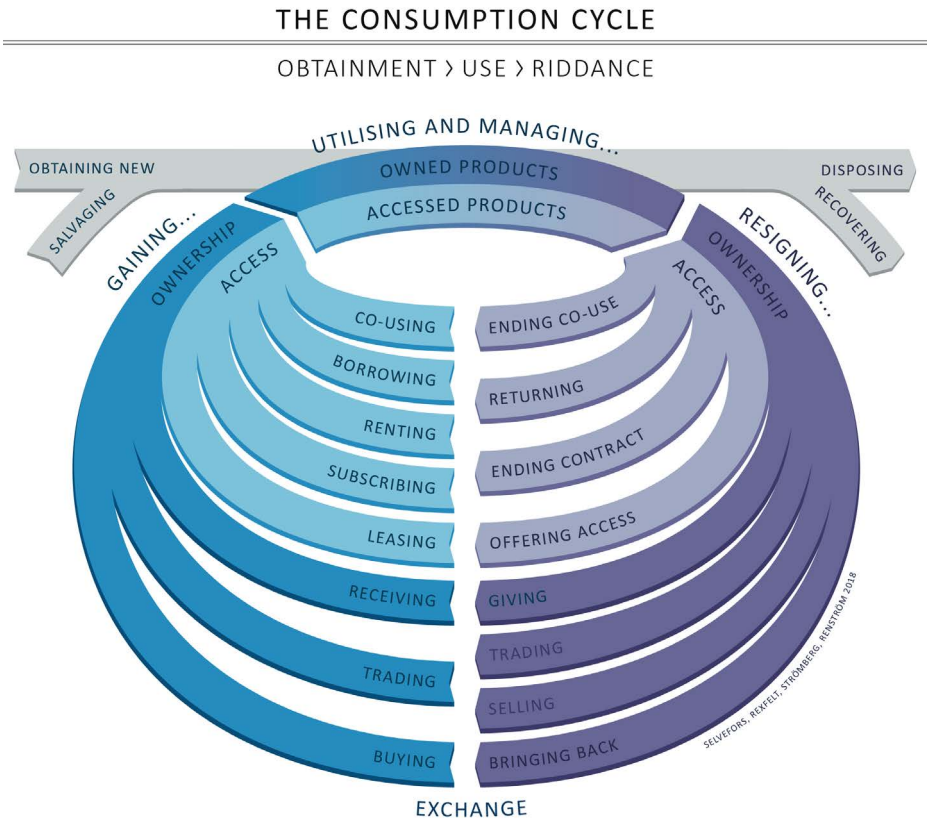 THE CONSUMPTION CYCLE
OBTAINMENT > USE > RIDDANCE
UTILISING AND MANAGING...
OBTAINING NEW
OWNED PRODUCTS
DISPOSING
SALVAGING
ACCESSED PRODUCTS
RECOVERING
GAINING...
OWNERSHIP
ACCESS
RESIGNING...
OWNERSHIP
ACCESS
CO-USING
ENDING CO-USE
BORROWING
RETURNING
RENTING
ENDING CONTRACT
SUBSCRIBING
LEASING
OFFERING ACCESS
RECEIVING
GIVING
TRADING
TRADING
SELLING
BUYING
BRINGING BACK
SELVEFORS, REXFELT, STRÖMBERG, RENSTRÖM 2018
EXCHANGE